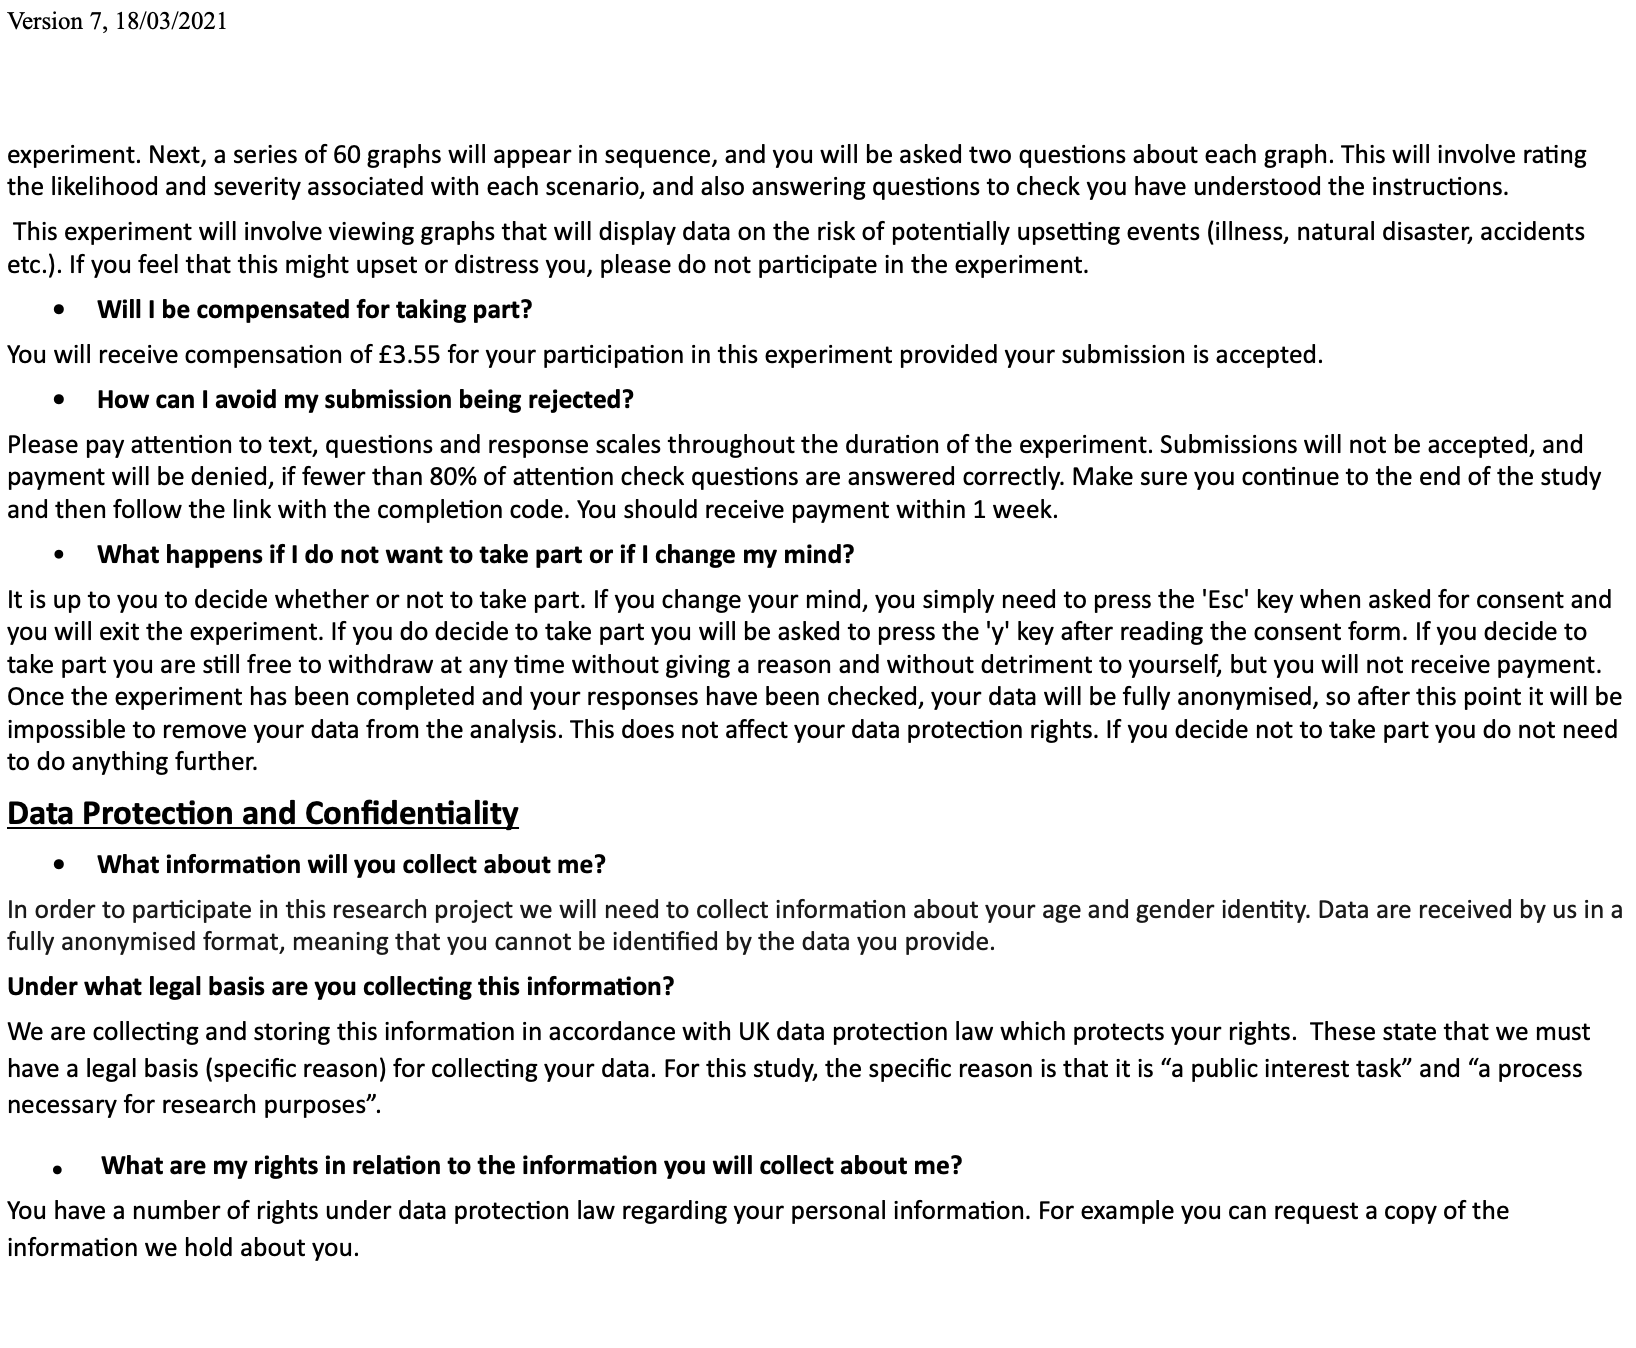 Version 7, 18/03/2021
experiment. Next, a series of 60 graphs will appear in sequence, and you will be asked two questions about each graph. This will involve rating
the likelihood and severity associated with each scenario, and also answering questions to check you have understood the instructions.
This experiment will involve viewing graphs that will display data on the risk of potentially upsetting events (illness, natural disaster, accidents
etc.). If you feel that this might upset or distress you, please do not participate in the experiment.
• Will I be compensated for taking part?
You will receive compensation of £3.55 for your participation in this experiment provided your submission is accepted.
• How can I avoid my submission being rejected?
Please pay attention to text, questions and response scales throughout the duration of the experiment. Submissions will not be accepted, and
payment will be denied, if fewer than 80% of attention check questions are answered correctly. Make sure you continue to the end of the study
and then follow the link with the completion code. You should receive payment within 1 week.
• What happens if I do not want to take part or if I change my mind?
It is up to you to decide whether or not to take part. If you change your mind, you simply need to press the 'Esc' key when asked for consent and
you will exit the experiment. If you do decide to take part you will be asked to press the 'y' key after reading the consent form. If you decide to
take part you are still free to withdraw at any time without giving a reason and without detriment to yourself, but you will not receive payment.
Once the experiment has been completed and your responses have been checked, your data will be fully anonymised, so after this point it will be
impossible to remove your data from the analysis. This does not affect your data protection rights. If you decide not to take part you do not need
to do anything further.
Data Protection and Confidentiality
• What information will you collect about me?
In order to participate in this research project we will need to collect information about your age and gender identity. Data are received by us in a
fully anonymised format, meaning that you cannot be identified by the data you provide.
Under what legal basis are you collecting this information?
We are collecting and storing this information in accordance with UK data protection law which protects your rights.  These state that we must
have a legal basis (specific reason) for collecting your data. For this study, the specific reason is that it is “a public interest task” and “a process
necessary for research purposes”.
• What are my rights in relation to the information you will collect about me?
You have a number of rights under data protection law regarding your personal information. For example you can request a copy of the
information we hold about you.